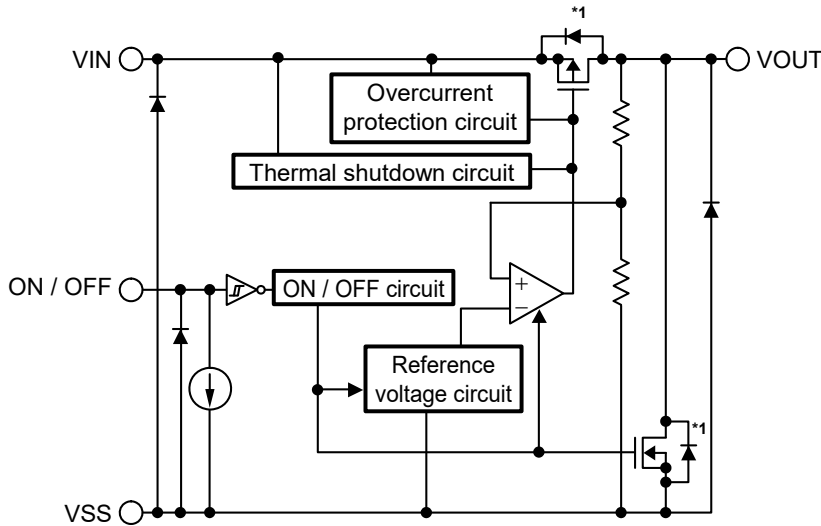 *1
VIN
VOUT
Overcurrent
protection circuit
Thermal shutdown circuit
ON / OFF
ON / OFF circuit
+
−
Reference
voltage circuit
*1
VSS